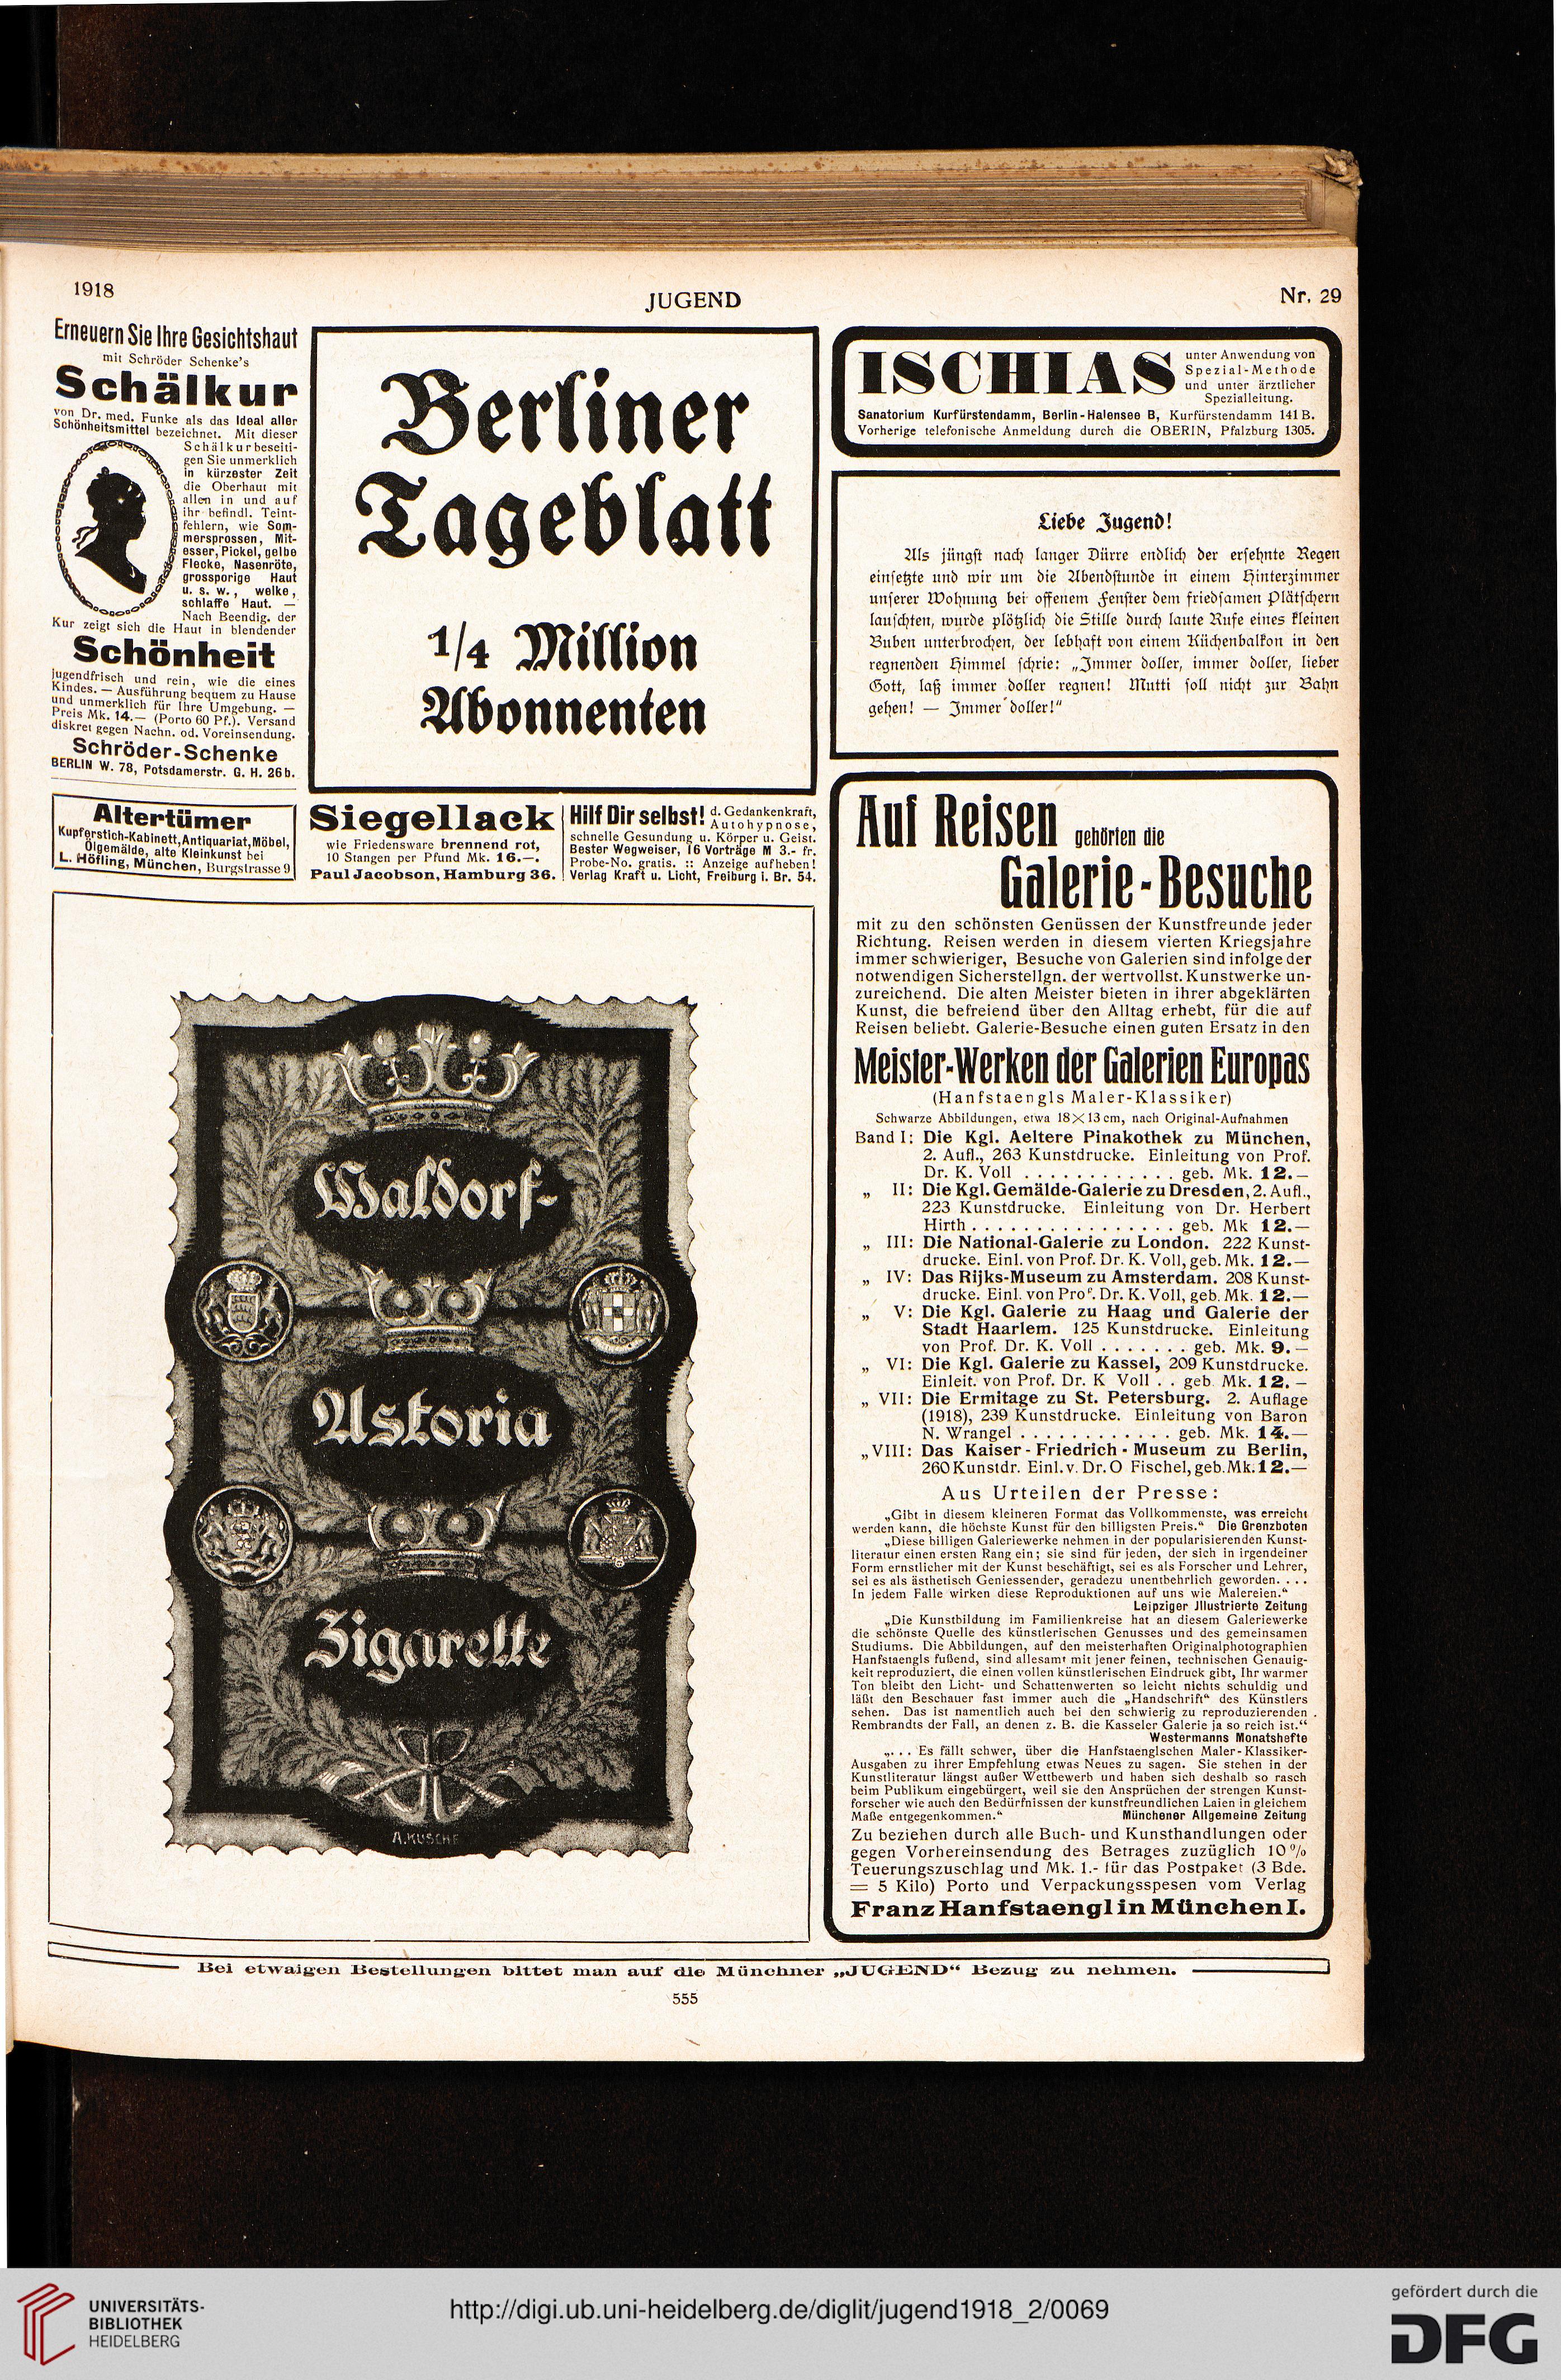 1918
JUGEND
Nr. 29
Erneuern Sie Ihre Gesichtshaut
mit Schröder Schenke's
Schälkur
von Dr. med. Funke als das Ideal aller
Schönheitsmittel bezeichnet. Mit dieser
Schälkur beseiti-
gen Sie unmerklich
in kürzester Zeit
die Oberhaut mit
allen in und auf
ihr befindl. Teint-
fehlern, wie Som-
mersprossen, Mit-
esser, Pickel, gelbe
Flecke, Nasenröte,
grossporige Haut
u. s. w., welke,
schlaffe Haut. —
Nach Beendig. der
Kur zeigt sich die Haut in blendender
Schönheit
jugendfrisch und rein, wie die eines
Kindes. — Ausführung bequem zu Hause
und unmerklich für Ihre Umgebung. —
Preis Mk. 14.— (Porto 60 Pf.). Versand
diskret gegen Nachn. od. Voreinsendung.
Schröder-Schenke
BERLIN W. 78, Potsdamerstr. G. H. 26b.
Berliner
Tageblatt
1/4 Million
Abonnenten
Altertümer
Kupferstich-Kabinett, Antiquariat, Möbel,
Ölgemälde, alte Kleinkunst bei
L. Höfling, München, Burgstrasse 9
Siegellack
wie Friedensware brennend rot,
10 Stangen per Pfund Mk. 16.—.
Paul Jacobson, Hamburg 36.
Hilf Dir selbst! d. Gedankenkraft,
Autohypnose,
schnelle Gesundung u. Körper u. Geist.
Bester Wegweiser, 16 Vorträge M 3.- fr.
Probe-No. gratis. :: Anzeige aufheben!
Verlag Kraft u. Licht, Freiburg i. Br. 54.
Waldorf-
Astoria
Zigarette
A. KUSCHE
ISCHIAS
unter Anwendung von
Spezial-Methode
und unter ärztlicher
Spezialleitung.
Sanatorium Kurfürstendamm, Berlin-Halensee B, Kurfürstendamm 141 B.
Vorherige telefonische Anmeldung durch die OBERIN, Pfalzburg 1305.
Liebe Jugend!
Als jüngst nach langer Dürre endlich der ersehnte Regen
einsetzte und wir um die Abendstunde in einem Hinterzimmer
unserer Wohnung bei offenem Fenster dem friedsamen Plätschern
lauschten, wurde plötzlich die Stille durch laute Rufe eines kleinen
Buben unterbrochen, der lebhaft von einem Küchenbalkon in den
regnenden Himmel schrie: „Immer doller, immer doller, lieber
Gott, laß immer doller regnen! Mutti soll nicht zur Bahn
gehen! — Immer doller!“
Auf Reisen gehörten die
Galerie-Besuche
mit zu den schönsten Genüssen der Kunstfreunde jeder
Richtung. Reisen werden in diesem vierten Kriegsjahre
immer schwieriger, Besuche von Galerien sind infolge der
notwendigen Sicherstellgn. der wertvollst. Kunstwerke un-
zureichend. Die alten Meister bieten in ihrer abgeklärten
Kunst, die befreiend über den Alltag erhebt, für die auf
Reisen beliebt. Galerie-Besuche einen guten Ersatz in den
Meister-Werken der Galerien Europas
(Hanfstaengls Maler-Klassiker)
Schwarze Abbildungen, etwa 18×13 cm, nach Original-Aufnahmen
Band I: Die Kgl. Aeltere Pinakothek zu München,
2. Aufl., 263 Kunstdrucke. Einleitung von Prof.
Dr. K. Voll . . . . . . . . . . . . geb. Mk. 12.—
„ II: Die Kgl. Gemälde-Galerie zu Dresden, 2. Aufl.,
223 Kunstdrucke. Einleitung von Dr. Herbert
Hirth . . . . . . . . . . . . . . . . geb. Mk 12.—
„ III: Die National-Galerie zu London. 222 Kunst-
drucke. Einl. von Prof. Dr. K. Voll, geb. Mk. 12.—
„ IV: Das Rijks-Museum zu Amsterdam. 208 Kunst-
drucke. Einl. von Prof. Dr. K. Voll, geb. Mk. 12.—
„ V: Die Kgl. Galerie zu Haag und Galerie der
Stadt Haarlem. 125 Kunstdrucke. Einleitung
von Prof. Dr. K. Voll . . . . . . . geb. Mk. 9.—
„ VI: Die Kgl. Galerie zu Kassel, 209 Kunstdrucke.
Einleit. von Prof. Dr. K Voll . . geb. Mk. 12.—
„ VII: Die Ermitage zu St. Petersburg. 2. Auflage
(1918), 239 Kunstdrucke. Einleitung von Baron
N. Wrangel . . . . . . . . . . . . geb. Mk. 14.—
„ VIII: Das Kaiser-Friedrich-Museum zu Berlin,
260 Kunstdr. Einl. v. Dr. O Fischel, geb. Mk. 12.—
Aus Urteilen der Presse:
„Gibt in diesem kleineren Format das Vollkommenste, was erreicht
werden kann, die höchste Kunst für den billigsten Preis.“ Die Grenzboten
„Diese billigen Galeriewerke nehmen in der popularisierenden Kunst-
literatur einen ersten Rang ein; sie sind für jeden, der sich in irgendeiner
Form ernstlicher mit der Kunst beschäftigt, sei es als Forscher und Lehrer,
sei es als ästhetisch Geniessender, geradezu unentbehrlich geworden. . . .
In jedem Falle wirken diese Reproduktionen auf uns wie Malereien.“
Leipziger Jllustrierte Zeitung
„Die Kunstbildung im Familienkreise hat an diesem Galeriewerke
die schönste Quelle des künstlerischen Genusses und des gemeinsamen
Studiums. Die Abbildungen, auf den meisterhaften Originalphotographien
Hanfstaengls fußend, sind allesamt mit jener feinen, technischen Genauig-
keit reproduziert, die einen vollen künstlerischen Eindruck gibt, Ihr warmer
Ton bleibt den Licht- und Schattenwerten so leicht nichts schuldig und
läßt den Beschauer fast immer auch die „Handschrift“ des Künstlers
sehen. Das ist namentlich auch bei den schwierig zu reproduzierenden
Rembrandts der Fall, an denen z. B. die Kasseler Galerie ja so reich ist.“
Westermanns Monatshefte
„. . . Es fällt schwer, über die Hanfstaenglschen Maler-Klassiker-
Ausgaben zu ihrer Empfehlung etwas Neues zu sagen. Sie stehen in der
Kunstliteratur längst außer Wettbewerb und haben sich deshalb so rasch
beim Publikum eingebürgert, weil sie den Ansprüchen der strengen Kunst-
forscher wie auch den Bedürfnissen der kunstfreundlichen Laien in gleichem
Maße entgegenkommen.“ Münchener Allgemeine Zeitung
Zu beziehen durch alle Buch- und Kunsthandlungen oder
gegen Vorhereinsendung des Betrages zuzüglich 10%
Teuerungszuschlag und Mk. 1.- für das Postpaket (3 Bde.
= 5 Kilo) Porto und Verpackungsspesen vom Verlag
Franz Hanfstaengl in München I.
Bei etwaigen Bestellungen bittet man auf die Münchner „JUGEND“ Bezug zu nehmen.
555
UNIVERSITÄTS-
BIBLIOTHEK
HEIDELBERG
http://digi.ub.uni-heidelberg.de/diglit/jugend1918_2/0069
gefördert durch die
DFG